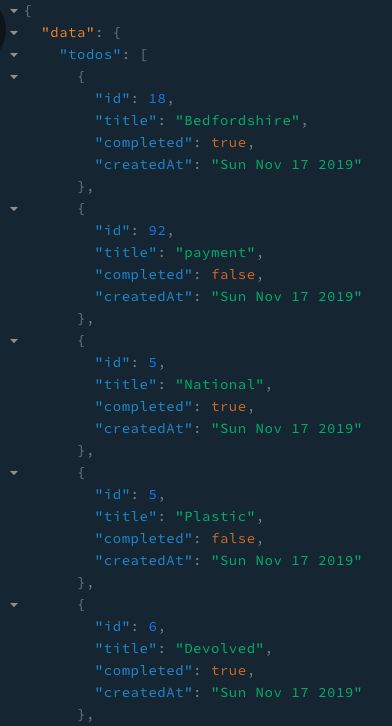 {
"data": {
"todos": [
{
"id": 18,
"title": "Bedfordshire",
"completed": true,
"createdAt": "Sun Nov 17 2019"
},
{
"id": 92,
"title": "payment",
"completed": false,
"createdAt": "Sun Nov 17 2019"
},
{
"id": 5,
"title": "National",
"completed": true,
"createdAt": "Sun Nov 17 2019"
},
{
"id": 5,
"title": "Plastic",
"completed": false,
"createdAt": "Sun Nov 17 2019"
},
{
"id": 6,
"title": "Devolved",
"completed": true,
"createdAt": "Sun Nov 17 2019"
},